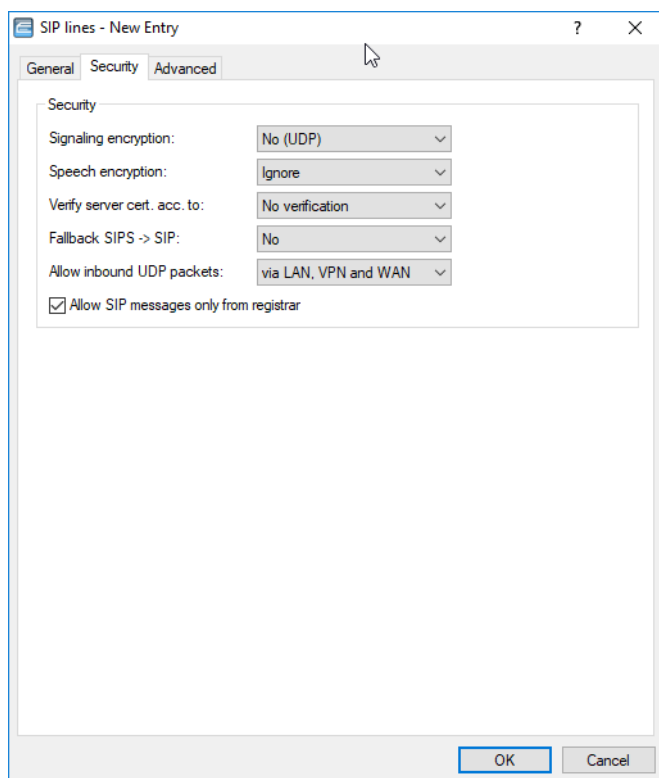 SIP lines - New Entry
?
General Security Advanced
Security
Signaling encryption: No (UDP)
Speech encryption: Ignore
Verify server cert. acc. to: No verification
Fallback SIPS -> SIP: No
Allow inbound UDP packets: via LAN, VPN and WAN
Allow SIP messages only from registrar
OK Cancel